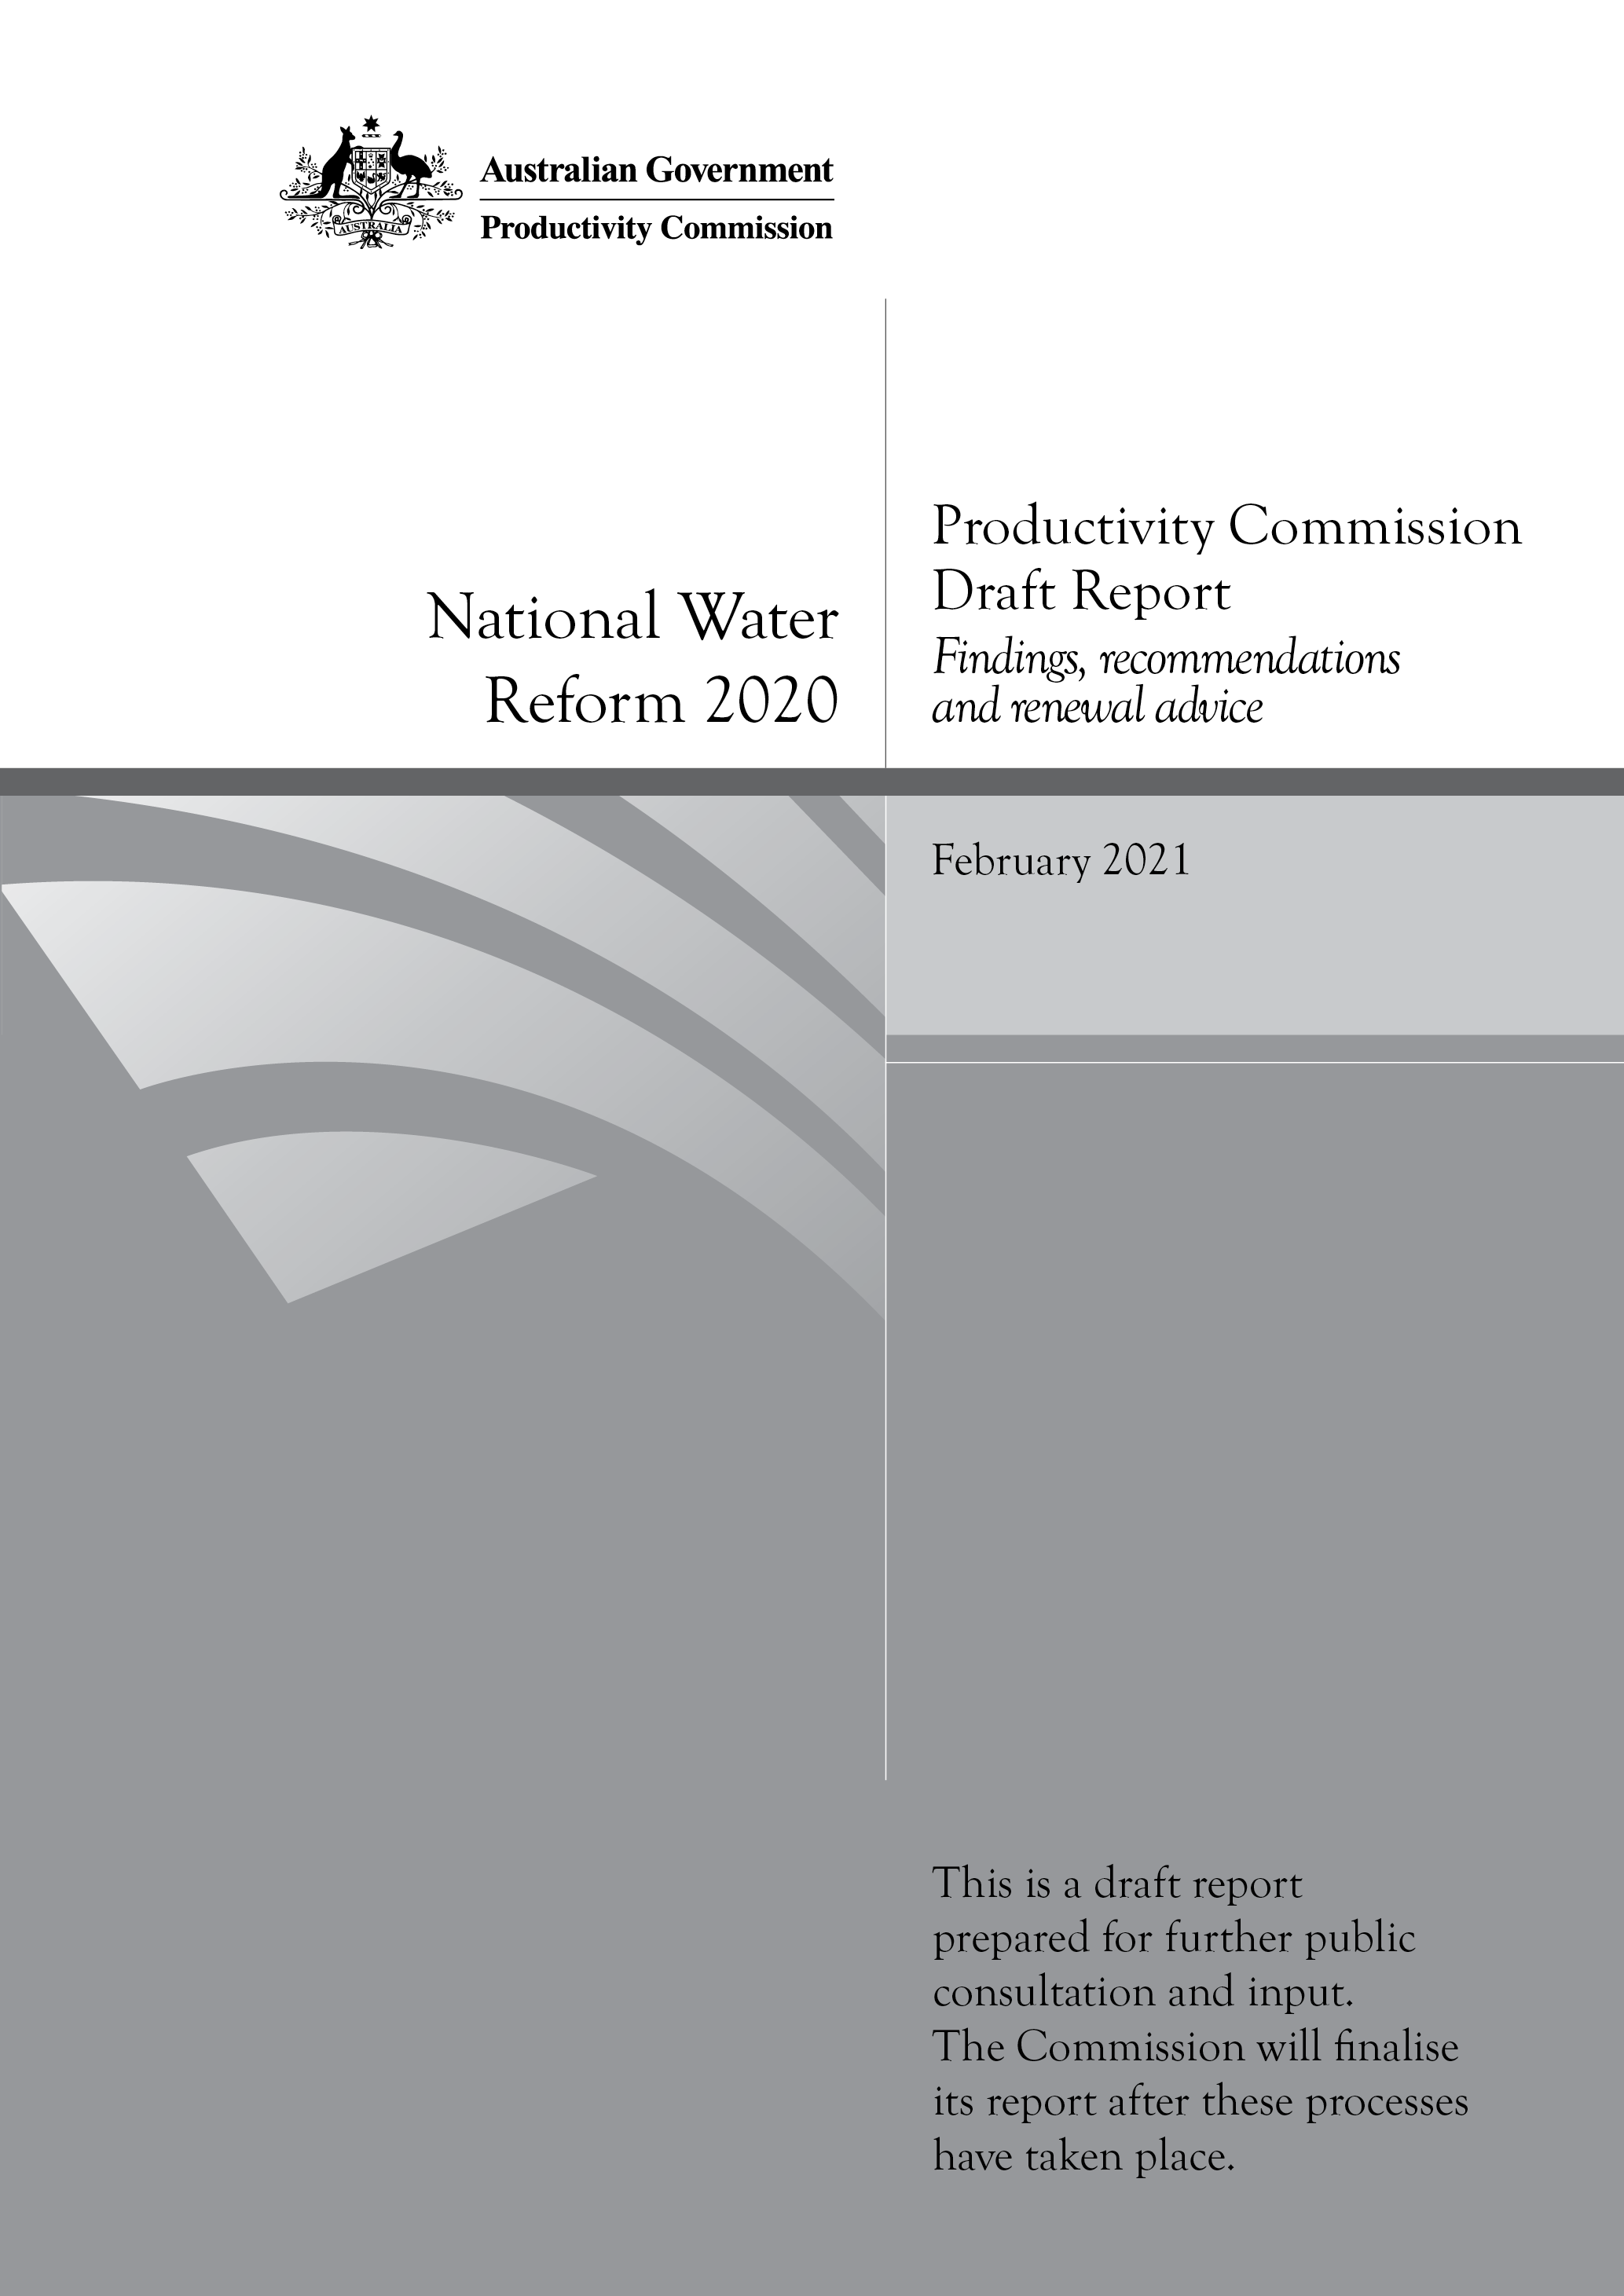 AUSTRALIA
Australian Government
Productivity Commission
National Water
Reform 2020
Productivity Commission
Draft Report
Findings, recommendations
and renewal advice
February 2021
This is a draft report
prepared for further public
consultation and input.
The Commission will finalise
its report after these processes
have taken place.